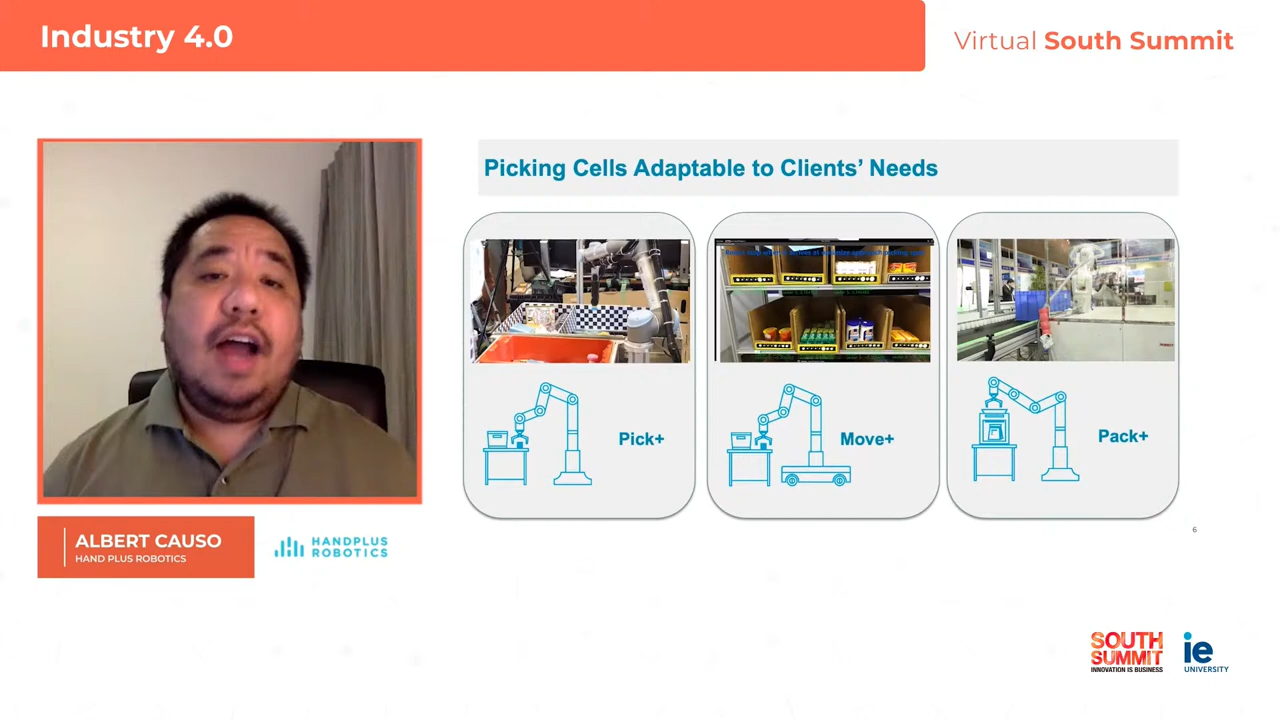 Industry 4.0
Virtual South Summit
Picking Cells Adaptable to Clients’ Needs
Pick+
Move+
Pack+
6
ALBERT CAUSO
HAND PLUS ROBOTICS
HANDPLUS
ROBOTICS
SOUTH
SUMMIT
INNOVATION IS BUSINESS
ie
UNIVERSITY